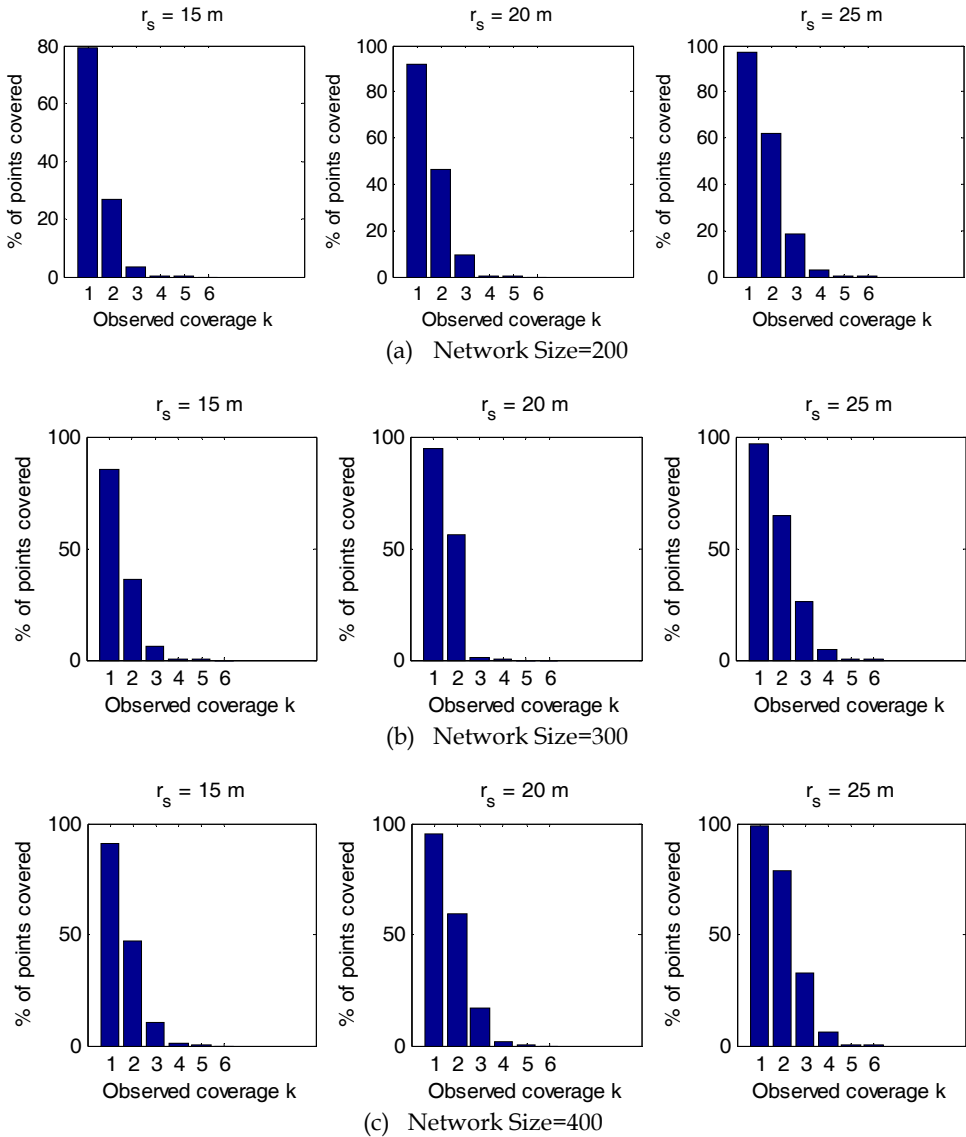 r_s = 15 m
% of points covered
80
60
40
20
0
1 2 3 4 5 6
Observed coverage k
r_s = 20 m
% of points covered
100
80
60
40
20
0
1 2 3 4 5 6
Observed coverage k
r_s = 25 m
% of points covered
100
80
60
40
20
0
1 2 3 4 5 6
Observed coverage k
(a) Network Size=200
r_s = 15 m
% of points covered
100
50
0
1 2 3 4 5 6
Observed coverage k
r_s = 20 m
% of points covered
100
50
0
1 2 3 4 5 6
Observed coverage k
r_s = 25 m
% of points covered
100
50
0
1 2 3 4 5 6
Observed coverage k
(b) Network Size=300
r_s = 15 m
% of points covered
100
50
0
1 2 3 4 5 6
Observed coverage k
r_s = 20 m
% of points covered
100
50
0
1 2 3 4 5 6
Observed coverage k
r_s = 25 m
% of points covered
100
50
0
1 2 3 4 5 6
Observed coverage k
(c) Network Size=400